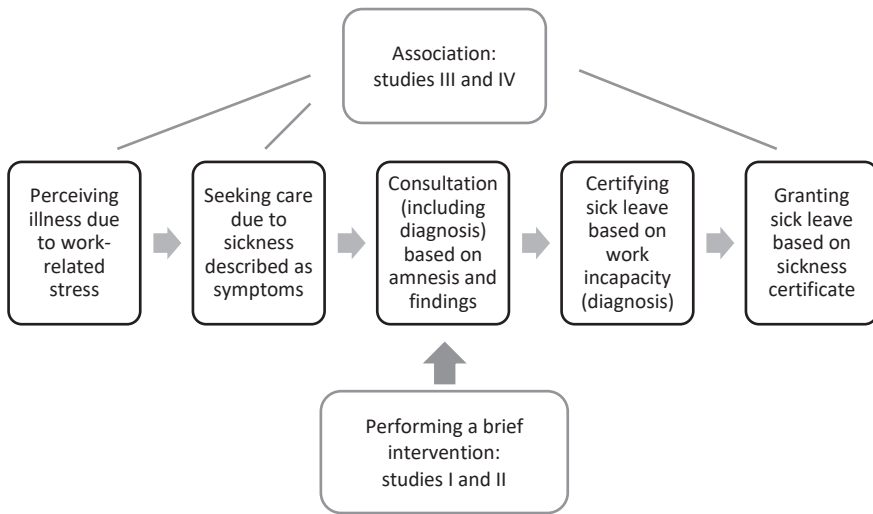 Association:
studies III and IV
Perceiving
illness due
to work-
related
stress
Seeking care
due to
sickness
described as
symptoms
Consultation
(including
diagnosis)
based on
amnesis and
findings
Certifying
sick leave
based on
work
incapacity
(diagnosis)
Granting
sick leave
based on
sickness
certificate
Performing a brief
intervention:
studies I and II